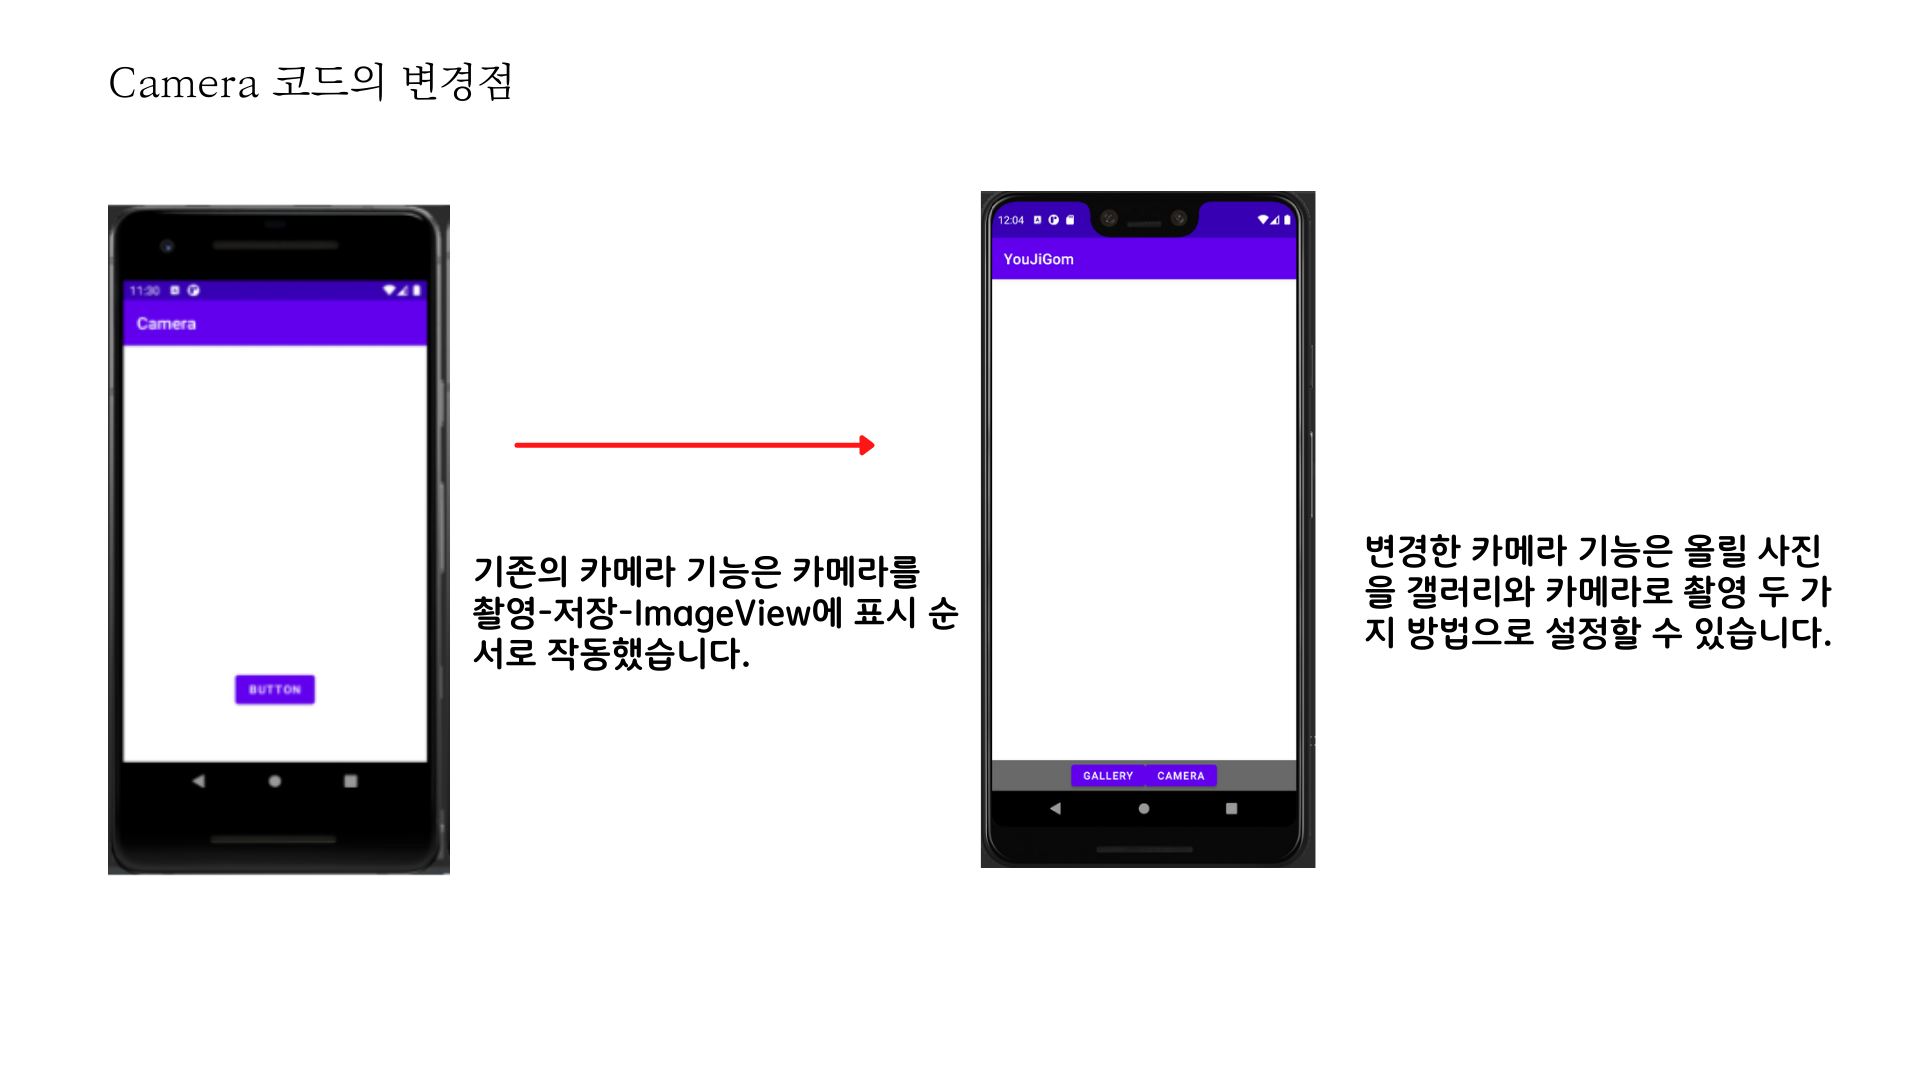 Camera 코드의 변경점
11:30
Camera
BUTTON
기존의 카메라 기능은 카메라를
촬영-저장-ImageView에 표시 순
서로 작동했습니다.
12:04
YouJiGom
GALLERY CAMERA
변경한 카메라 기능은 올릴 사진
을 갤러리와 카메라로 촬영 두 가
지 방법으로 설정할 수 있습니다.